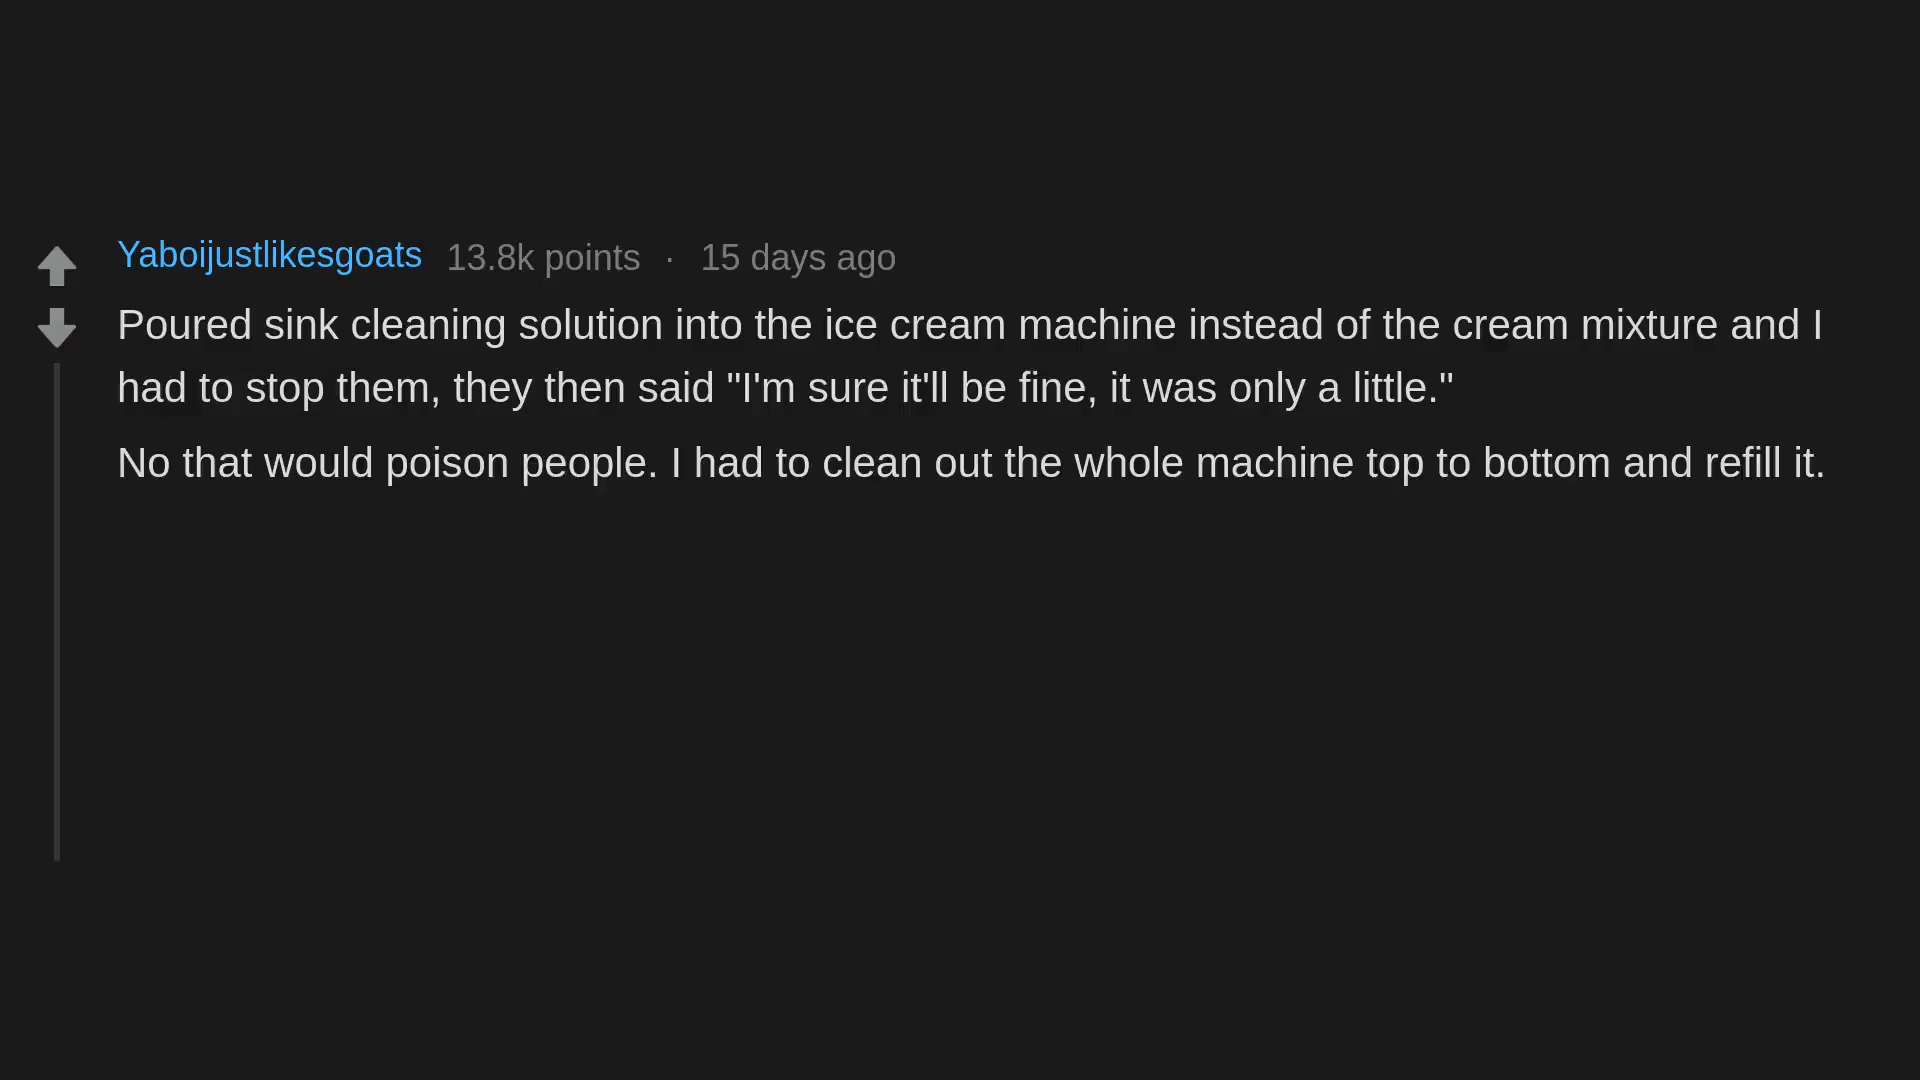 Yaboijustlikesgoats 13.8k points · 15 days ago
Poured sink cleaning solution into the ice cream machine instead of the cream mixture and I
had to stop them, they then said "I'm sure it'll be fine, it was only a little."
No that would poison people. I had to clean out the whole machine top to bottom and refill it.